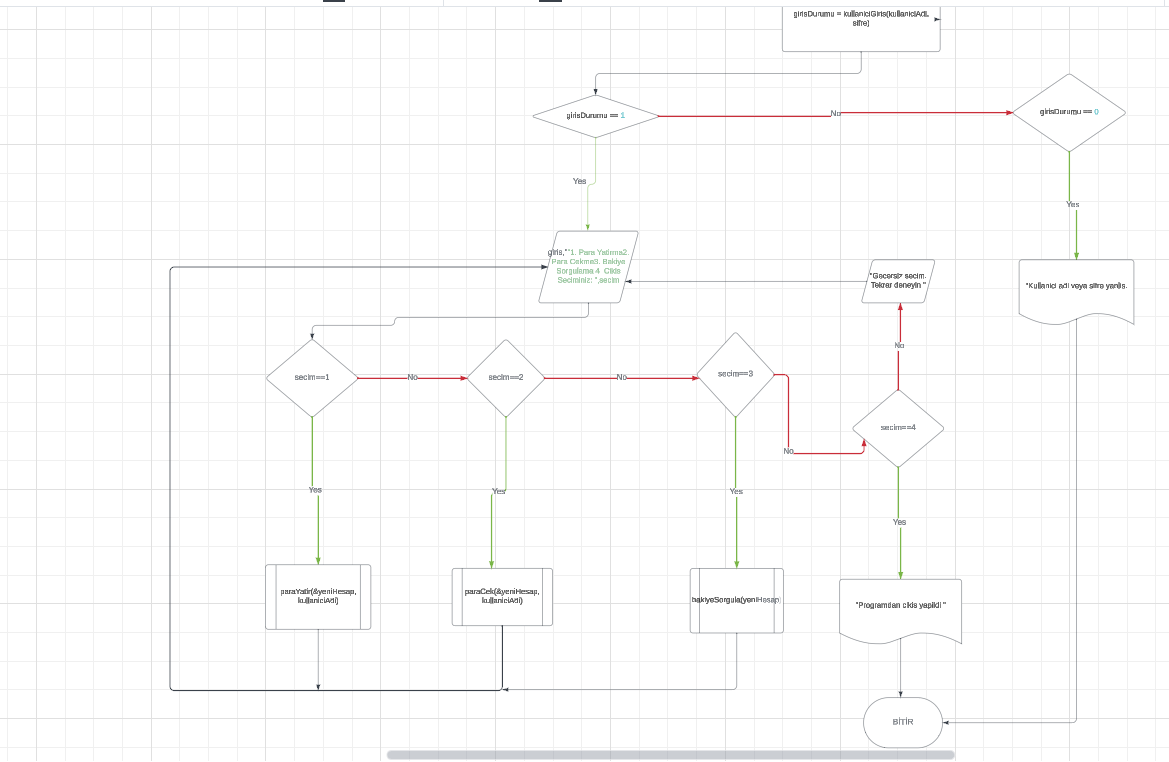 girisDurumu = kullaniciGiris(kullaniciAdi,
sifre)
girisDurumu == 1
No
girisDurumu == 0
Yes
Yes
giris,""1. Para Yatirma2.
Para Cekme3. Bakiye
Sorgulama 4. Cikis
Seciminiz: ",secim
"Gecersiz secim.
Tekrar deneyin "
"Kullanici adi veya sifre yanlis.
No
secim==1
No
secim==2
No
secim==3
secim==4
No
Yes
Yes
Yes
Yes
paraYatir(&yeniHesap,
kullaniciAdi)
paraCek(&yeniHesap,
kullaniciAdi)
bakiyeSorgula(yeniHesap
"Programdan cikis yapildi "
BİTİR